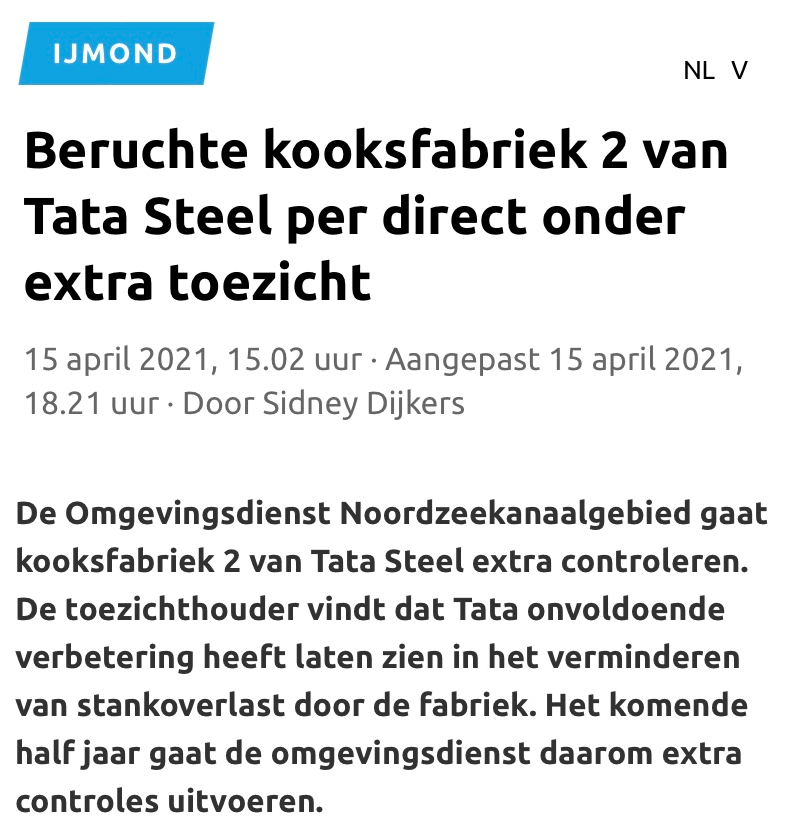 IJMOND
NL V
Beruchte kooksfabriek 2 van
Tata Steel per direct onder
extra toezicht
15 april 2021, 15.02 uur · Aangepast 15 april 2021,
18.21 uur · Door Sidney Dijkers
De Omgevingsdienst Noordzeekanaalgebied gaat
kooksfabriek 2 van Tata Steel extra controleren.
De toezichthouder vindt dat Tata onvoldoende
verbetering heeft laten zien in het verminderen
van stankoverlast door de fabriek. Het komende
half jaar gaat de omgevingsdienst daarom extra
controles uitvoeren.